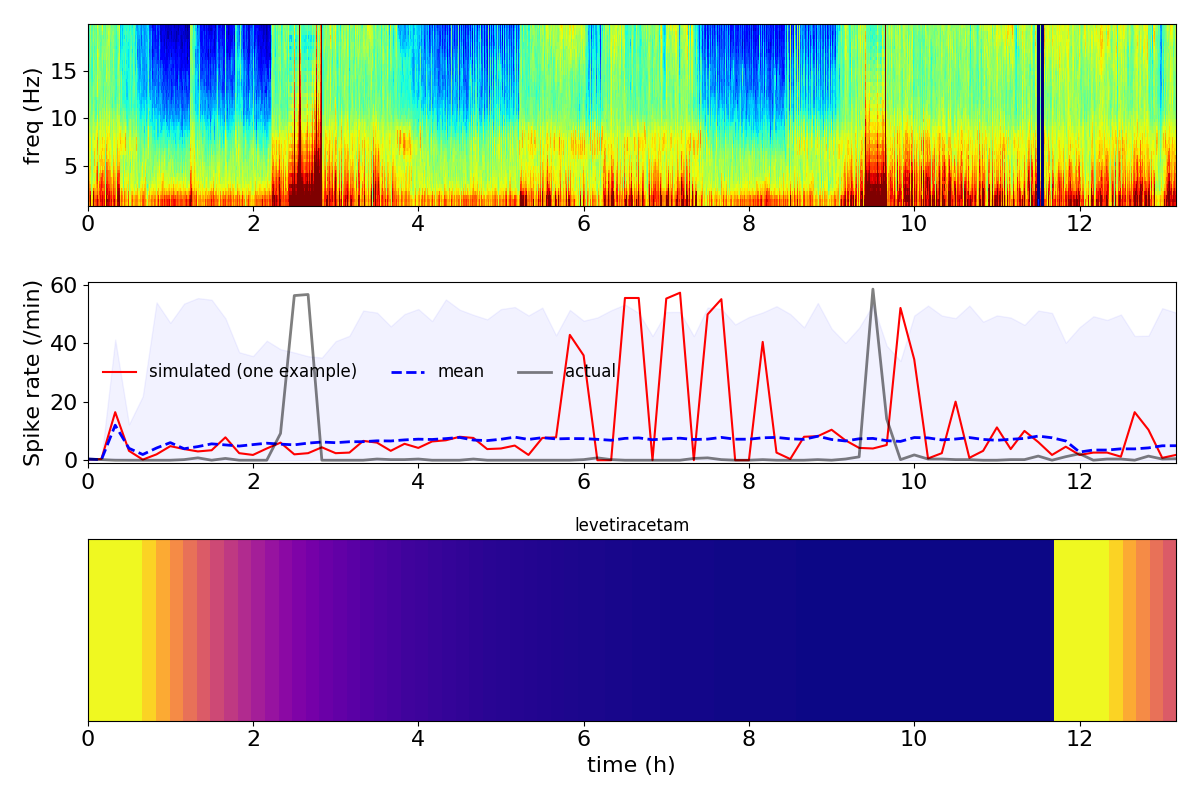 freq (Hz)
15
10
5
0 2 4 6 8 10 12
Spike rate (/min)
60
40
20
0
simulated (one example) mean actual
0 2 4 6 8 10 12
levetiracetam
0 2 4 6 8 10 12
time (h)